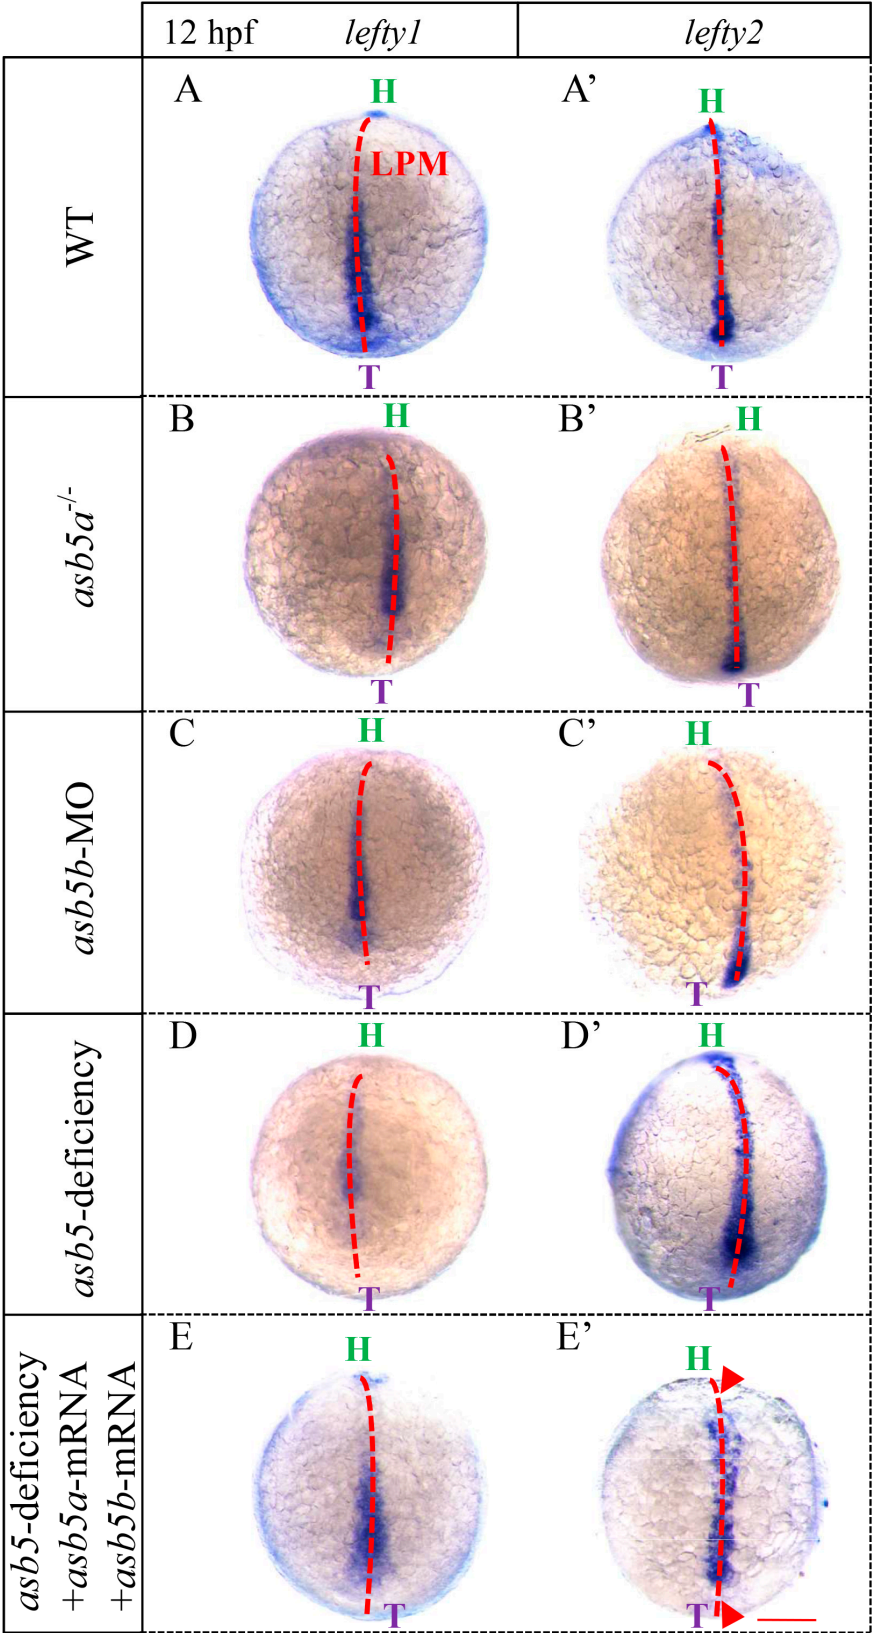 12 hpf lefty1 lefty2
WT
A H LPM T
A’ H T
asb5a-/-
B H T
B’ H T
asb5b-MO
C H T
C’ H T
asb5-deficiency
D H T
D’ H T
asb5-deficiency
+asb5a-mRNA
+asb5b-mRNA
E H T
E’ H T